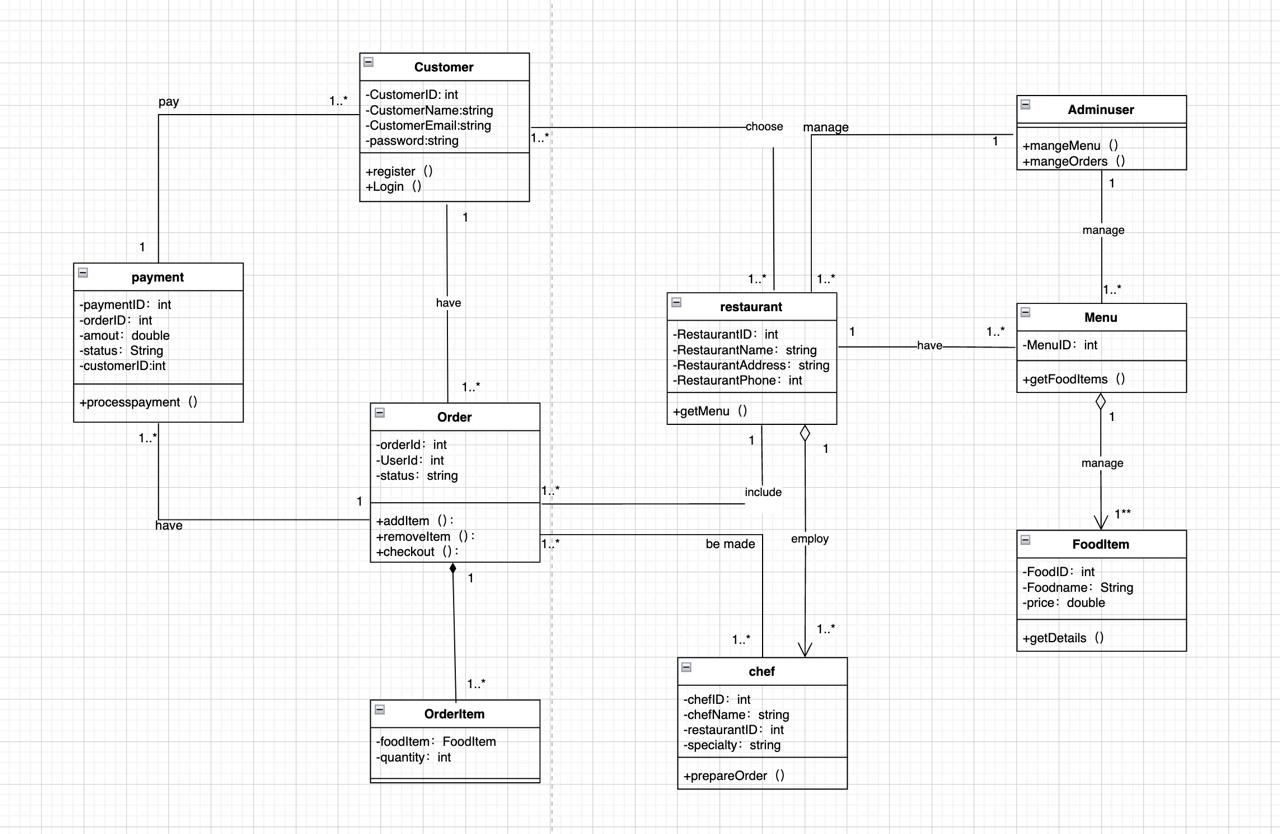 Customer
-CustomerID: int
-CustomerName:string
-CustomerEmail:string
-password:string
+register （）
+Login （）
pay
1..*
1
1..*
choose
1..*
manage
1
1..*
Adminuser
+mangeMenu （）
+mangeOrders （）
1
manage
1..*
1
have
1..*
payment
-paymentID： int
-orderID： int
-amout： double
-status： String
-customerID:int
+processpayment （）
1..*
have
1
restaurant
-RestaurantID： int
-RestaurantName： string
-RestaurantAddress： string
-RestaurantPhone： int
+getMenu （）
1
have
1..*
Menu
-MenuID： int
+getFoodItems （）
1
manage
1**
Order
-orderId： int
-UserId： int
-status： string
+addItem （）：
+removeItem （）：
+checkout （）：
1..*
include
1
1
employ
1..*
1..*
be made
1..*
1
1..*
FoodItem
-FoodID： int
-Foodname： String
-price： double
+getDetails （）
OrderItem
-foodItem： FoodItem
-quantity： int
chef
-chefID： int
-chefName： string
-restaurantID： int
-specialty： string
+prepareOrder （）